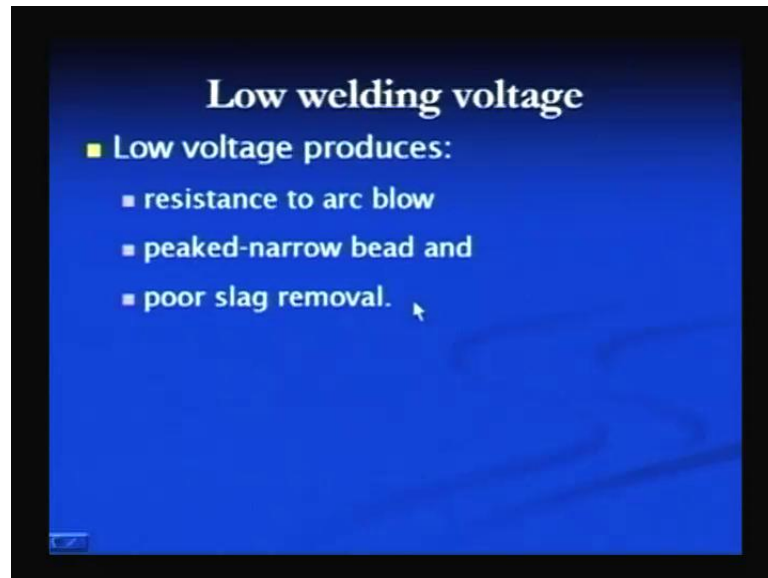 Low welding voltage
Low voltage produces:
resistance to arc blow
peaked-narrow bead and
poor slag removal.